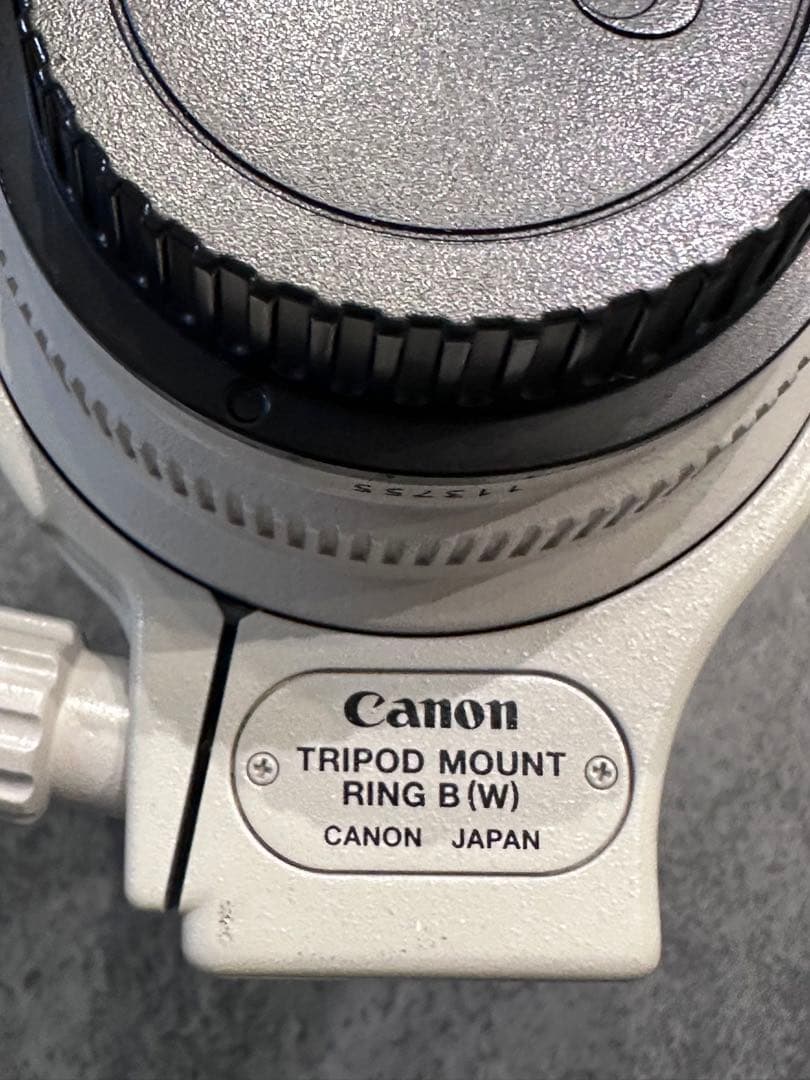 Canon
TRIPOD MOUNT
RING B (W)
CANON JAPAN